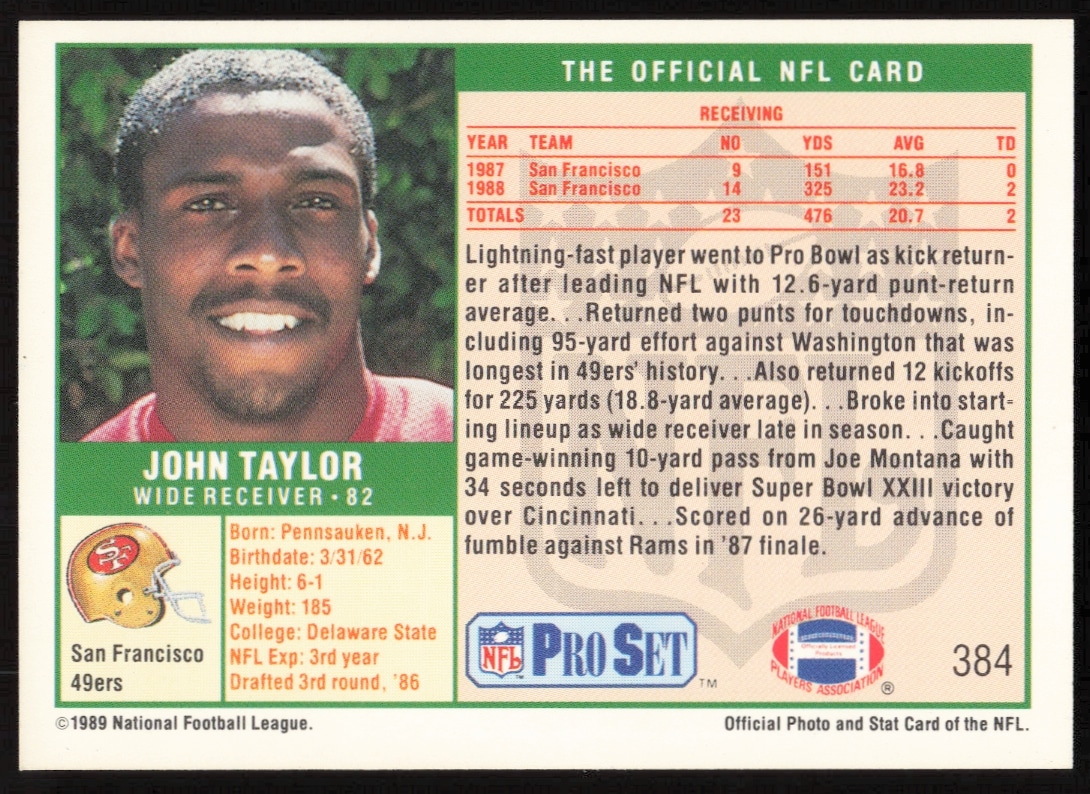 THE OFFICIAL NFL CARD
RECEIVING
YEAR TEAM NO YDS AVG TD
1987 San Francisco 9 151 16.8 0
1988 San Francisco 14 325 23.2 2
TOTALS 23 476 20.7 2
Lightning-fast player went to Pro Bowl as kick return-
er after leading NFL with 12.6-yard punt-return
average. . .Returned two punts for touchdowns, in-
cluding 95-yard effort against Washington that was
longest in 49ers' history. . .Also returned 12 kickoffs
for 225 yards (18.8-yard average). . .Broke into start-
ing lineup as wide receiver late in season. . .Caught
game-winning 10-yard pass from Joe Montana with
34 seconds left to deliver Super Bowl XXIII victory
over Cincinnati. . .Scored on 26-yard advance of
fumble against Rams in '87 finale.
JOHN TAYLOR
WIDE RECEIVER • 82
SF
San Francisco
49ers
Born: Pennsauken, N.J.
Birthdate: 3/31/62
Height: 6-1
Weight: 185
College: Delaware State
NFL Exp: 3rd year
Drafted 3rd round, '86
NFL PRO SET TM
NATIONAL FOOTBALL LEAGUE
Officially Licensed
Products
PLAYERS ASSOCIATION ®
384
©1989 National Football League.
Official Photo and Stat Card of the NFL.